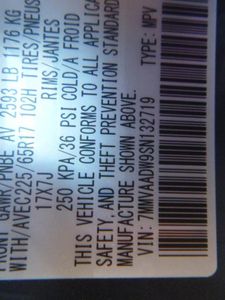 FRONT GAWR/PNBE AV 2593 LB 1176 KG
WITH/AVEC225/65R17 102H TIRES/PNEUS
17X7J RIMS/JANTES
250 KPA/36 PSI COLD/A FROID
THIS VEHICLE CONFORMS TO ALL APPLICA
SAFETY, AND THEFT PREVENTION STANDARD
MANUFACTURE SHOWN ABOVE.
VIN: 7MMVAADW9SN132719 TYPE: MPV